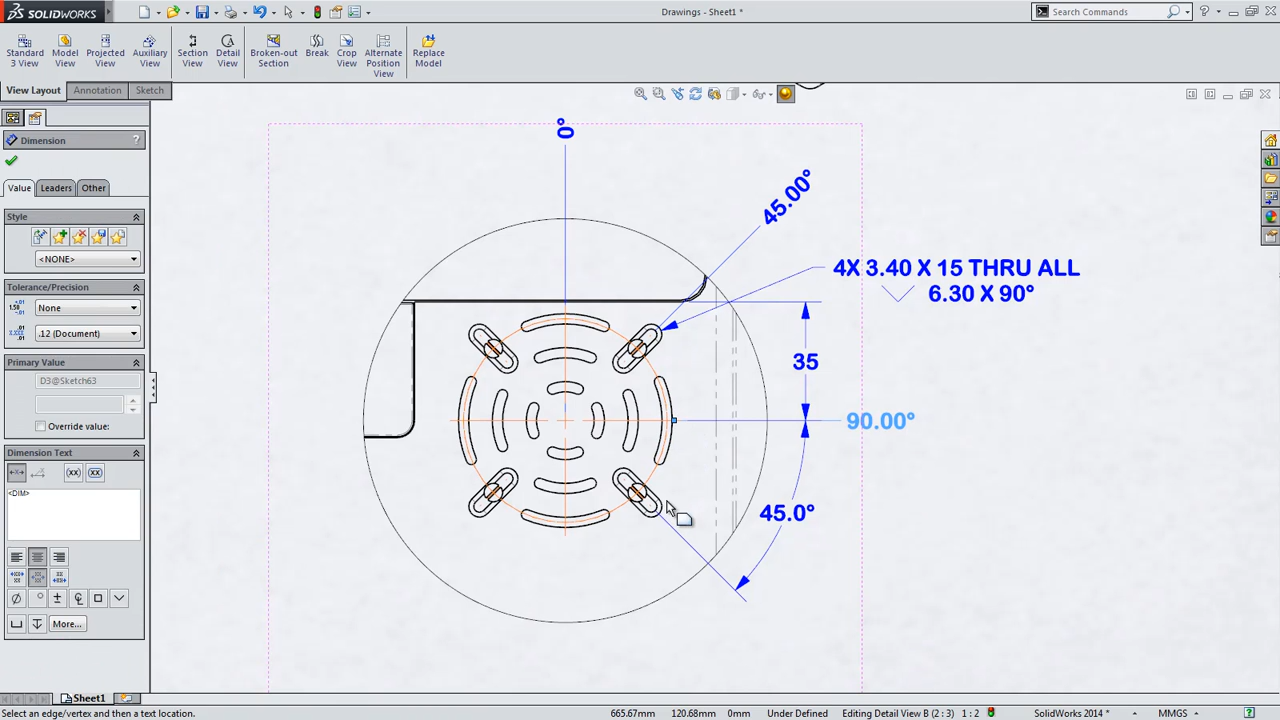 SOLIDWORKS
Drawings - Sheet1 *
Search Commands
Standard 3 View
Model View
Projected View
Auxiliary View
Section View
Detail View
Broken-out Section
Break
Crop View
Alternate Position View
Replace Model
View Layout
Annotation
Sketch
Dimension
?
Value
Leaders
Other
Style
<NONE>
Tolerance/Precision
None
.12 (Document)
Primary Value
D3@Sketch63
Override value:
Dimension Text
<DIM>
More...
0°
45.00°
4X 3.40 X 15 THRU ALL
6.30 X 90°
35
90.00°
45.0°
Sheet1
Select an edge/vertex and then a text location.
665.67mm
120.68mm
0mm
Under Defined
Editing Detail View B (2 : 3)
1 : 2
SolidWorks 2014 *
MMGS